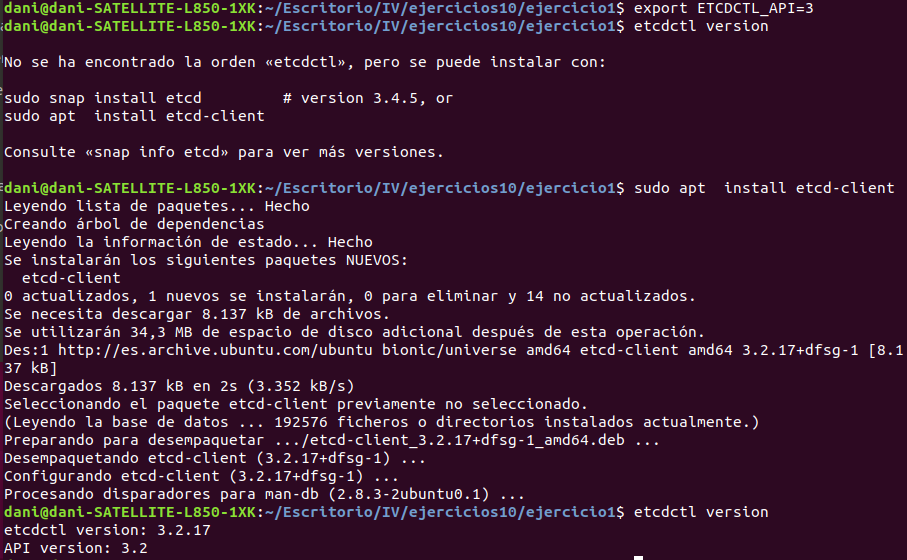 dani@dani-SATELLITE-L850-1XK:~/Escritorio/IV/ejercicios10/ejercicio1$ export ETCDCTL_API=3
dani@dani-SATELLITE-L850-1XK:~/Escritorio/IV/ejercicios10/ejercicio1$ etcdctl version
No se ha encontrado la orden «etcdctl», pero se puede instalar con:
sudo snap install etcd         # version 3.4.5, or
sudo apt  install etcd-client
Consulte «snap info etcd» para ver más versiones.
dani@dani-SATELLITE-L850-1XK:~/Escritorio/IV/ejercicios10/ejercicio1$ sudo apt  install etcd-client
Leyendo lista de paquetes... Hecho
Creando árbol de dependencias
Leyendo la información de estado... Hecho
Se instalarán los siguientes paquetes NUEVOS:
  etcd-client
0 actualizados, 1 nuevos se instalarán, 0 para eliminar y 14 no actualizados.
Se necesita descargar 8.137 kB de archivos.
Se utilizarán 34,3 MB de espacio de disco adicional después de esta operación.
Des:1 http://es.archive.ubuntu.com/ubuntu bionic/universe amd64 etcd-client amd64 3.2.17+dfsg-1 [8.1
37 kB]
Descargados 8.137 kB en 2s (3.352 kB/s)
Seleccionando el paquete etcd-client previamente no seleccionado.
(Leyendo la base de datos ... 192576 ficheros o directorios instalados actualmente.)
Preparando para desempaquetar .../etcd-client_3.2.17+dfsg-1_amd64.deb ...
Desempaquetando etcd-client (3.2.17+dfsg-1) ...
Configurando etcd-client (3.2.17+dfsg-1) ...
Procesando disparadores para man-db (2.8.3-2ubuntu0.1) ...
dani@dani-SATELLITE-L850-1XK:~/Escritorio/IV/ejercicios10/ejercicio1$ etcdctl version
etcdctl version: 3.2.17
API version: 3.2